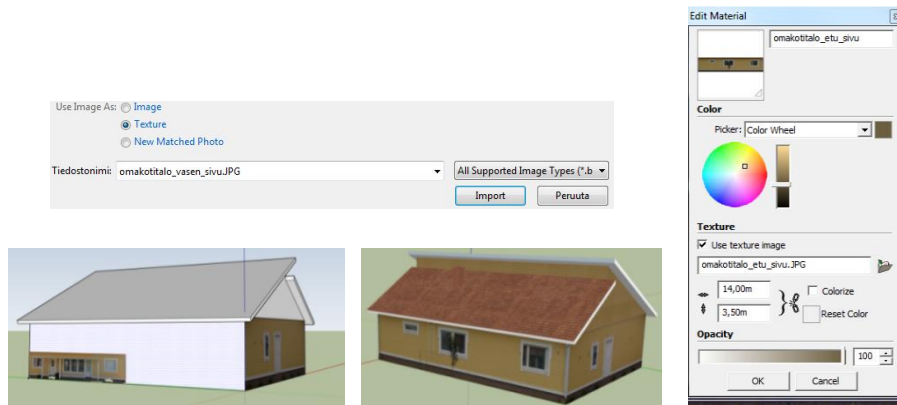 Use Image As: Image
Texture
New Matched Photo
Tiedostonimi: omakotitalo_vasen_sivu.JPG All Supported Image Types (*.b
Import Peruuta
Edit Material
omakotitalo_etu_sivu
Color
Picker: Color Wheel
Texture
Use texture image
omakotitalo_etu_sivu.JPG
14,00m Colorize
3,50m Reset Color
Opacity
100
OK Cancel